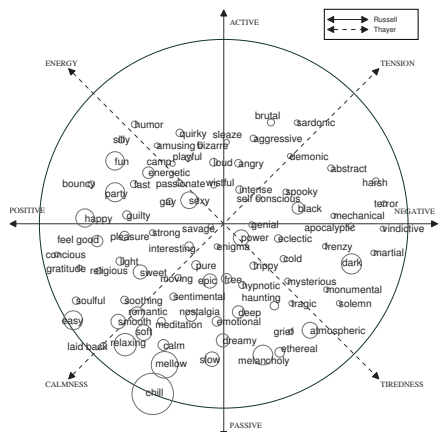 ACTIVE
Russell
Thayer
ENERGY
TENSION
brutal
sardonic
humor
quirky
sleaze
silly
amusing
bizarre
aggressive
playful
demonic
fun
camp
loud
angry
abstract
energetic
harsh
bouncy
fast
passionate
wistful
party
intense
spooky
self conscious
gay
sexy
black
terror
POSITIVE
NEGATIVE
happy
guilty
mechanical
savage
genial
apocalyptic
vindictive
feel good
pleasure
strong
power
eclectic
interesting
enigma
frenzy
martial
conscious
light
pure
trippy
cold
dark
gratitude
religious
sweet
moving
epic
free
hypnotic
mysterious
monumental
soulful
soothing
sentimental
haunting
tragic
solemn
romantic
nostalgia
deep
easy
smooth
meditation
emotional
soft
grief
atmospheric
laid back
relaxing
calm
dreamy
ethereal
mellow
slow
melancholy
CALMNESS
TIREDNESS
chill
PASSIVE